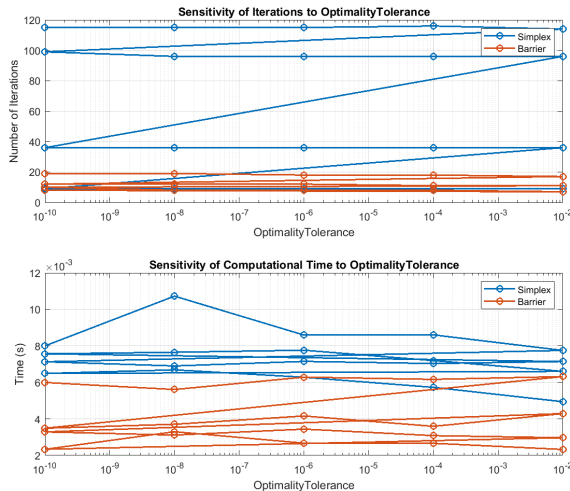 Sensitivity of Iterations to OptimalityTolerance
120
100
80
60
40
20
0
Number of Iterations
Simplex
Barrier
10-10 10-9 10-8 10-7 10-6 10-5 10-4 10-3 10-2
OptimalityTolerance
Sensitivity of Computational Time to OptimalityTolerance
×10-3
12
10
8
6
4
2
Time (s)
Simplex
Barrier
10-10 10-9 10-8 10-7 10-6 10-5 10-4 10-3 10-2
OptimalityTolerance